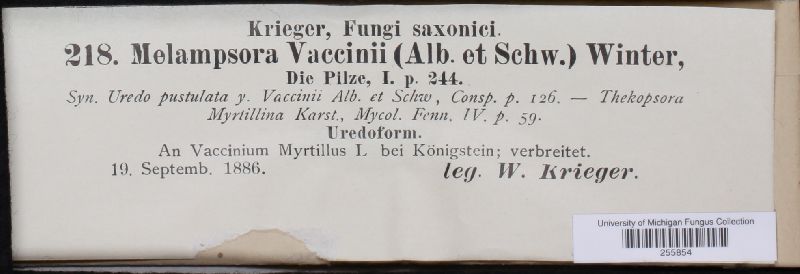 Krieger, Fungi saxonici.
218. Melampsora Vaccinii (Alb. et Schw.) Winter,
Die Pilze, I. p. 244.
Syn. Uredo pustulata y. Vaccinii Alb. et Schw, Consp. p. 126. — Thekopsora
Myrtillina Karst., Mycol. Fenn. IV. p. 59.
Uredoform.
An Vaccinium Myrtillus L bei Königstein; verbreitet.
19. Septemb. 1886. leg. W. Krieger.
University of Michigan Fungus Collection
255854